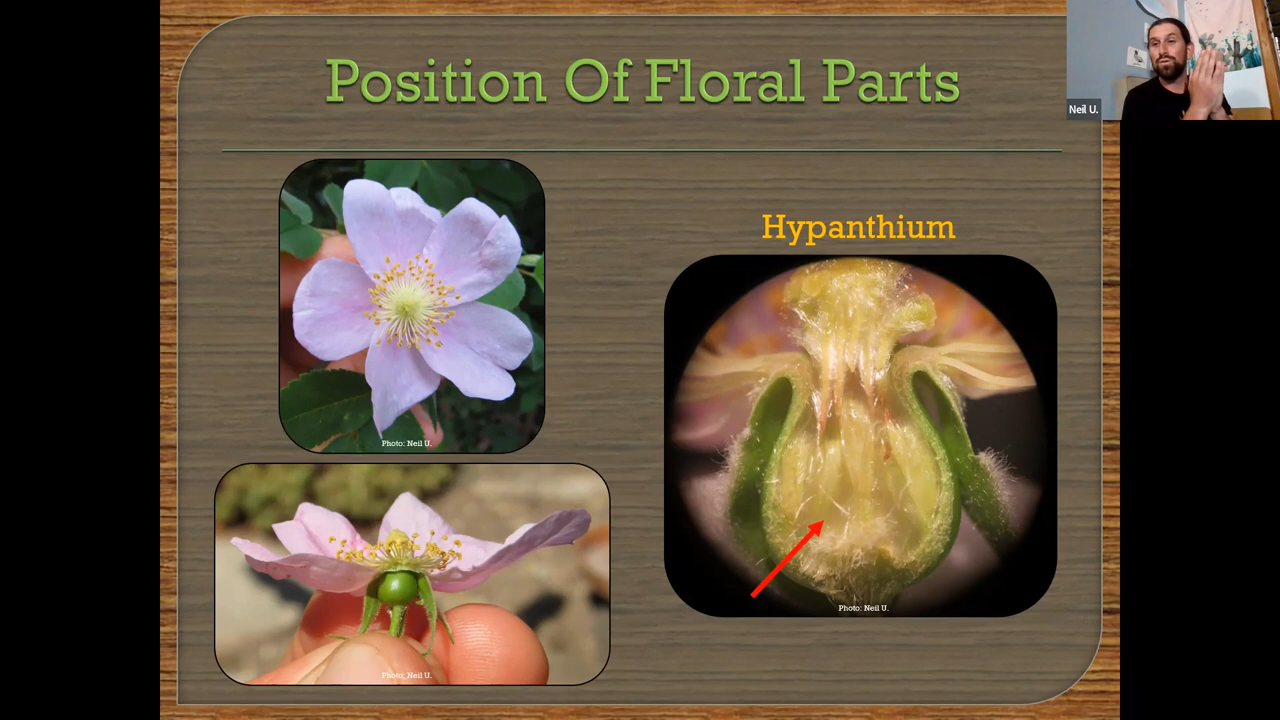 Position Of Floral Parts
Neil U.
Hypanthium
Photo: Neil U.
Photo: Neil U.
Photo: Neil U.